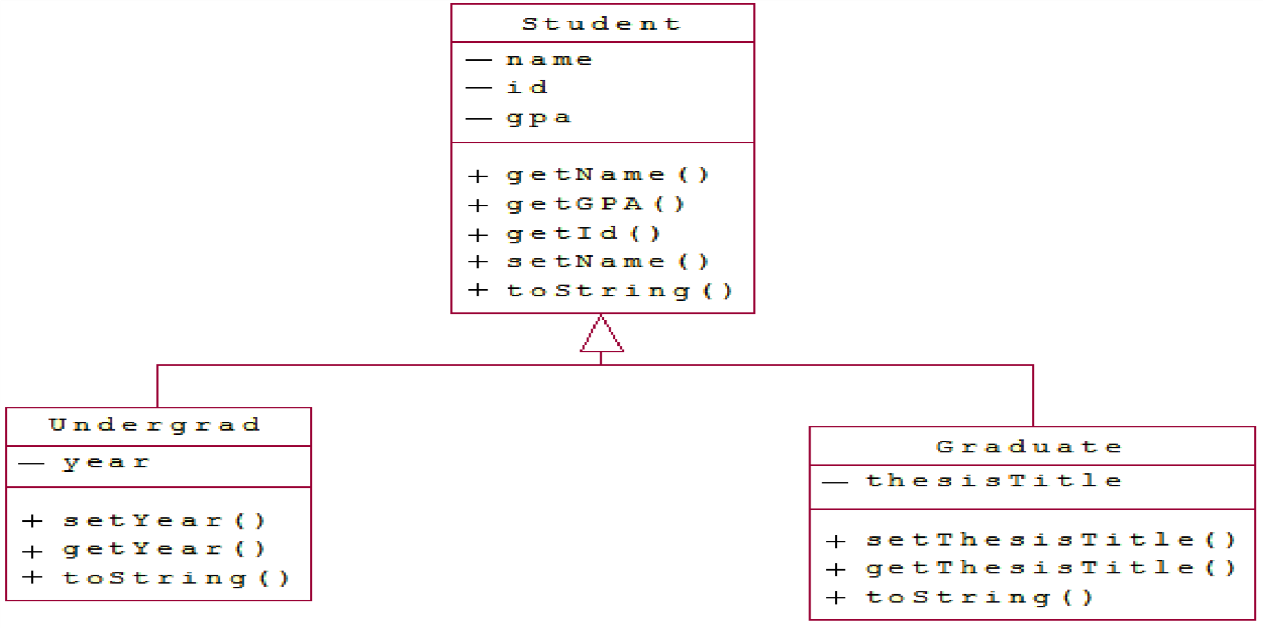 Student
— name
— id
— gpa
+ getName()
+ getGPA()
+ getId()
+ setName()
+ toString()
Undergrad
— year
+ setYear()
+ getYear()
+ toString()
Graduate
— thesisTitle
+ setThesisTitle()
+ getThesisTitle()
+ toString()